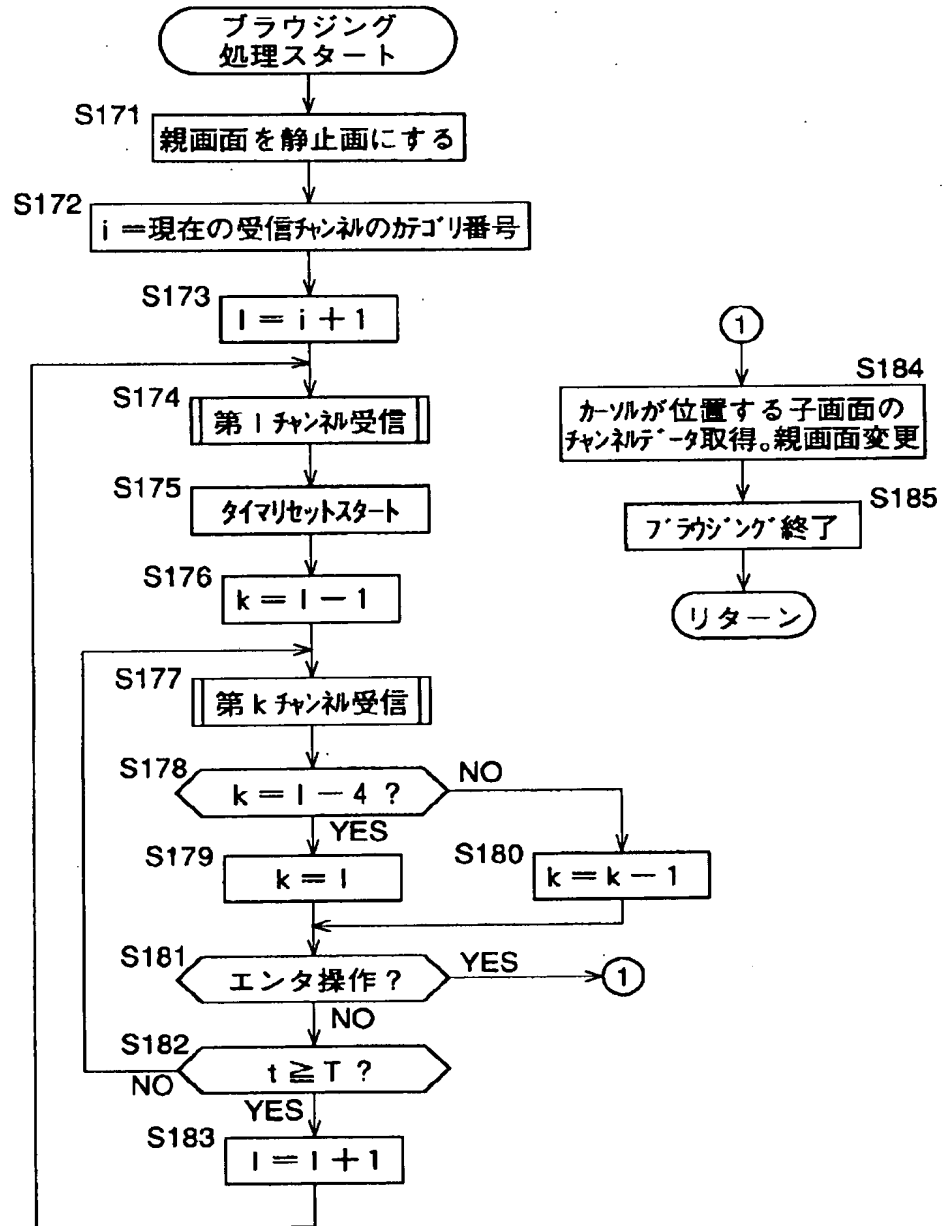 ブラウジング
処理スタート
S171
親画面を静止画にする
S172
i=現在の受信チャンネルのカテゴリ番号
S173
l=i+1
S174
第lチャンネル受信
S175
タイマリセットスタート
S176
k=l-1
S177
第kチャンネル受信
S178
k=l-4?
NO
YES
S179
k=l
S180
k=k-1
S181
エンタ操作?
YES
1
NO
S182
t≧T?
NO
YES
S183
l=l+1
1
S184
カーソルが位置する子画面の
チャンネルデータ取得。親画面変更
S185
ブラウジング終了
リターン